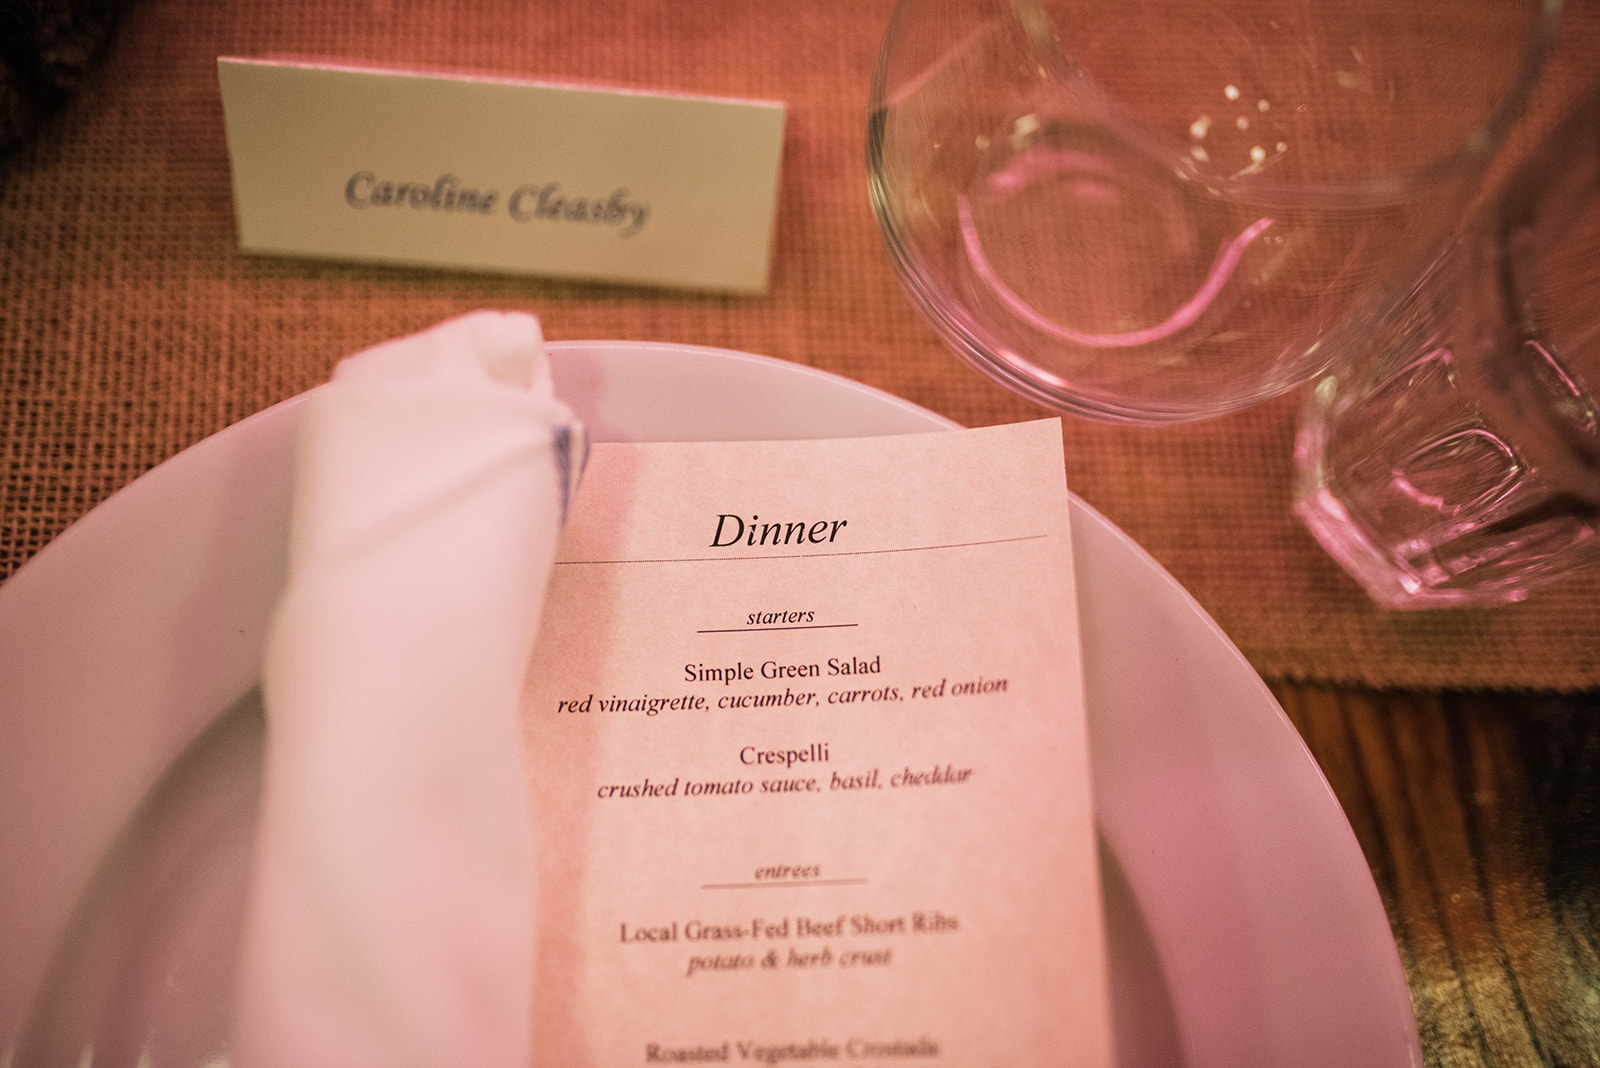 Caroline Cleasby
Dinner
starters
Simple Green Salad
red vinaigrette, cucumber, carrots, red onion
Crespelli
crushed tomato sauce, basil, cheddar
entrees
Local Grass-Fed Beef Short Ribs
potato & herb crust
Roasted Vegetable Crostada